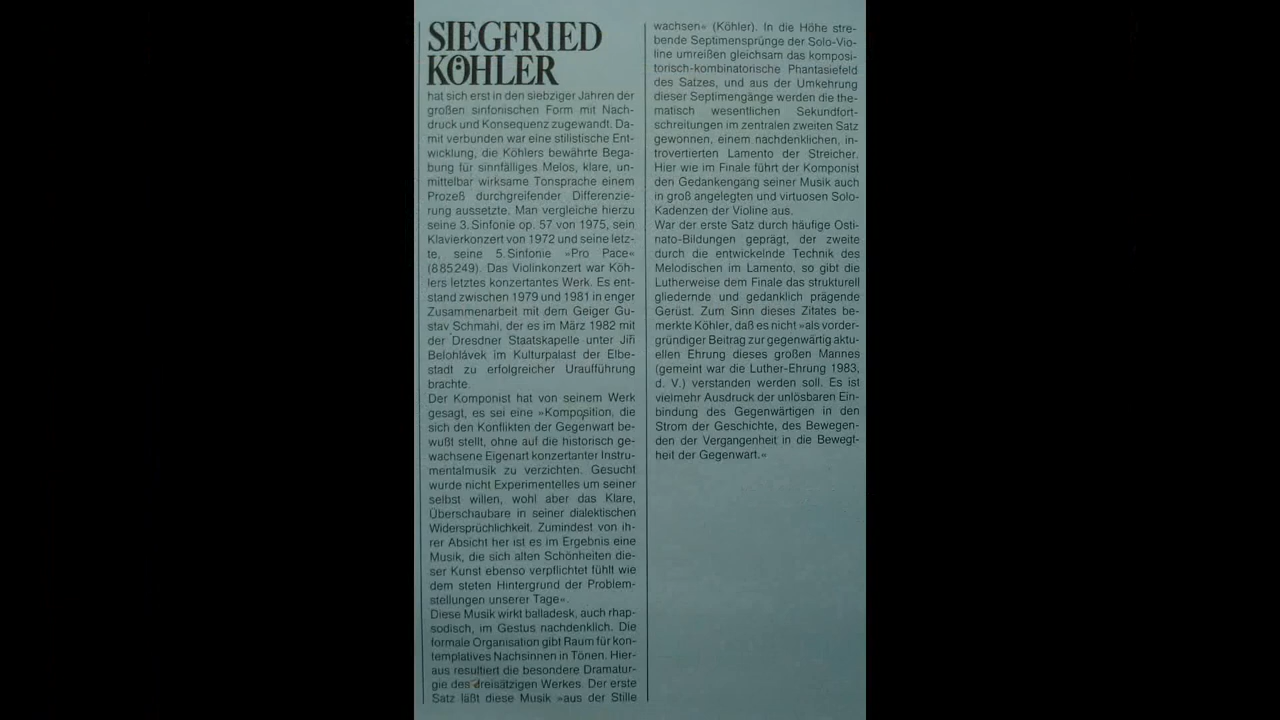 SIEGFRIED
KÖHLER
hat sich erst in den siebziger Jahren der
großen sinfonischen Form mit Nach-
druck und Konsequenz zugewandt. Da-
mit verbunden war eine stilistische Ent-
wicklung, die Köhlers bewährte Bega-
bung für sinnfälliges Melos, klare, un-
mittelbar wirksame Tonsprache einem
Prozeß durchgreifender Differenzie-
rung aussetzte. Man vergleiche hierzu
seine 3. Sinfonie op. 57 von 1975, sein
Klavierkonzert von 1972 und seine letz-
te, seine 5. Sinfonie »Pro Pace«
(885249). Das Violinkonzert war Köh-
lers letztes konzertantes Werk. Es ent-
stand zwischen 1979 und 1981 in enger
Zusammenarbeit mit dem Geiger Gu-
stav Schmahl, der es im März 1982 mit
der Dresdner Staatskapelle unter Jiří
Belohlávek im Kulturpalast der Elbe-
stadt zu erfolgreicher Uraufführung
brachte.
Der Komponist hat von seinem Werk
gesagt, es sei eine »Komposition, die
sich den Konflikten der Gegenwart be-
wußt stellt, ohne auf die historisch ge-
wachsene Eigenart konzertanter Instru-
mentalmusik zu verzichten. Gesucht
wurde nicht Experimentelles um seiner
selbst willen, wohl aber das Klare,
Überschaubare in seiner dialektischen
Widersprüchlichkeit. Zumindest von ih-
rer Absicht her ist es im Ergebnis eine
Musik, die sich alten Schönheiten die-
ser Kunst ebenso verpflichtet fühlt wie
dem steten Hintergrund der Problem-
stellungen unserer Tage«.
Diese Musik wirkt balladesk, auch rhap-
sodisch, im Gestus nachdenklich. Die
formale Organisation gibt Raum für kon-
templatives Nachsinnen in Tönen. Hier-
aus resultiert die besondere Dramatur-
gie des dreisätzigen Werkes. Der erste
Satz läßt diese Musik »aus der Stille
wachsen« (Köhler). In die Höhe stre-
bende Septimensprünge der Solo-Vio-
line umreißen gleichsam das komposi-
torisch-kombinatorische Phantasiefeld
des Satzes, und aus der Umkehrung
dieser Septimengänge werden die the-
matisch wesentlichen Sekundfort-
schreitungen im zentralen zweiten Satz
gewonnen, einem nachdenklichen, in-
trovertierten Lamento der Streicher.
Hier wie im Finale führt der Komponist
den Gedankengang seiner Musik auch
in groß angelegten und virtuosen Solo-
Kadenzen der Violine aus.
War der erste Satz durch häufige Osti-
nato-Bildungen geprägt, der zweite
durch die entwickelnde Technik des
Melodischen im Lamento, so gibt die
Lutherweise dem Finale das strukturell
gliedernde und gedanklich prägende
Gerüst. Zum Sinn dieses Zitates be-
merkte Köhler, daß es nicht »als vorder-
gründiger Beitrag zur gegenwärtig aktu-
ellen Ehrung dieses großen Mannes
(gemeint war die Luther-Ehrung 1983,
d. V.) verstanden werden soll. Es ist
vielmehr Ausdruck der unlösbaren Ein-
bindung des Gegenwärtigen in den
Strom der Geschichte, des Bewegen-
den der Vergangenheit in die Bewegt-
heit der Gegenwart.«